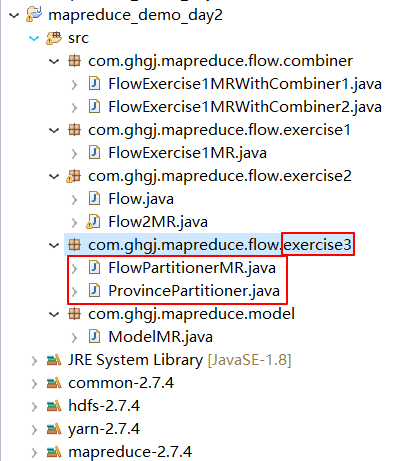 mapreduce_demo_day2
src
com.ghgj.mapreduce.flow.combiner
FlowExercise1MRWithCombiner1.java
FlowExercise1MRWithCombiner2.java
com.ghgj.mapreduce.flow.exercise1
FlowExercise1MR.java
com.ghgj.mapreduce.flow.exercise2
Flow.java
Flow2MR.java
com.ghgj.mapreduce.flow.exercise3
FlowPartitionerMR.java
ProvincePartitioner.java
com.ghgj.mapreduce.model
ModelMR.java
JRE System Library [JavaSE-1.8]
common-2.7.4
hdfs-2.7.4
yarn-2.7.4
mapreduce-2.7.4